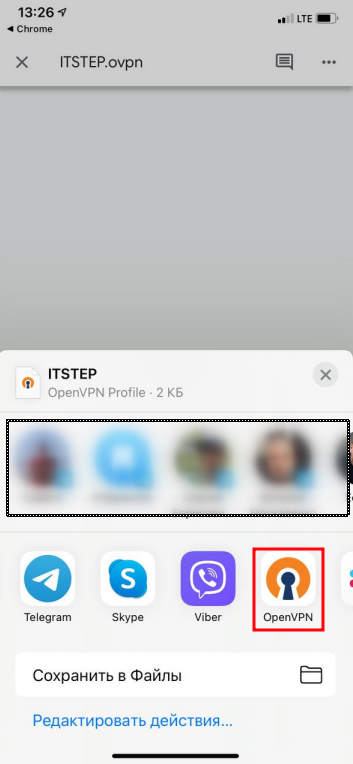 13:26
LTE
Chrome
ITSTEP.ovpn
ITSTEP
OpenVPN Profile · 2 КБ
Telegram
Skype
Viber
OpenVPN
Сохранить в Файлы
Редактировать действия...